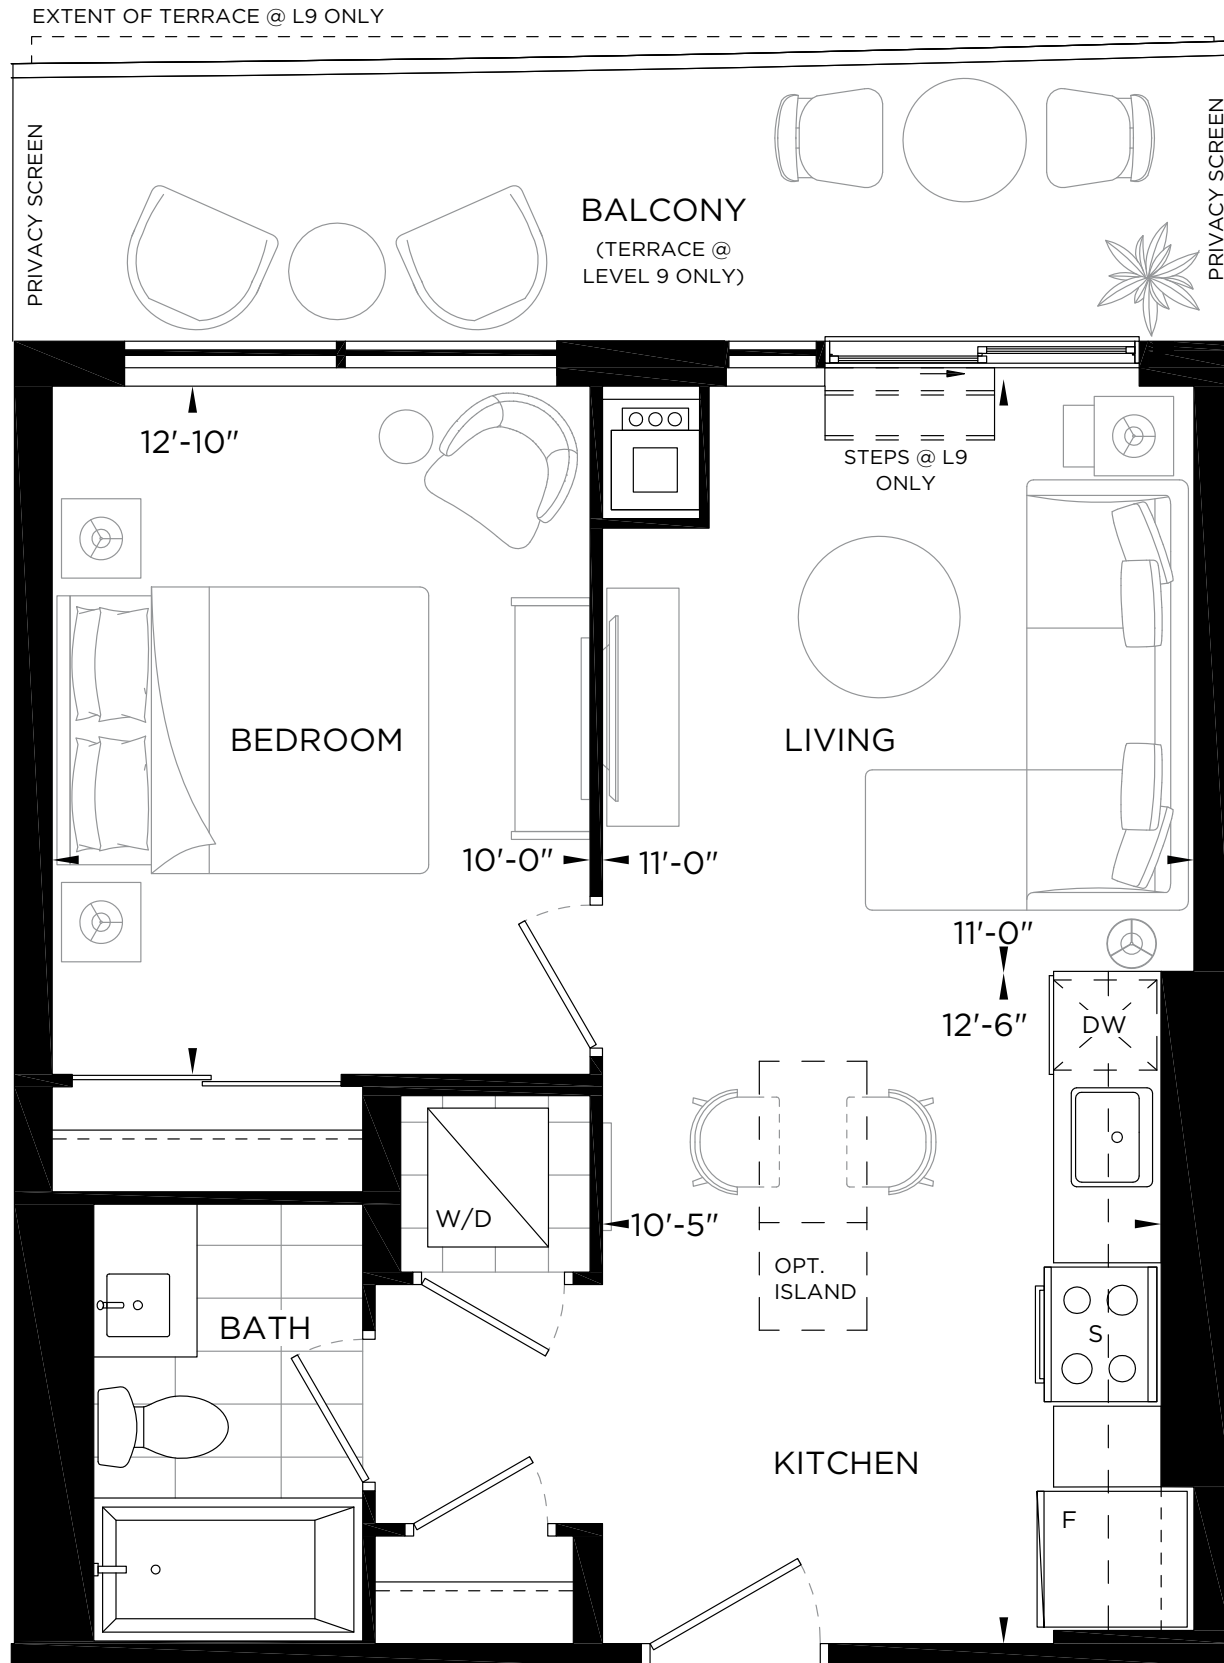 EXTENT OF TERRACE @ L9 ONLY
PRIVACY SCREEN
PRIVACY SCREEN
BALCONY
(TERRACE @
LEVEL 9 ONLY)
12'-10"
STEPS @ L9
ONLY
BEDROOM
LIVING
10'-0"
11'-0"
11'-0"
12'-6"
DW
W/D
10'-5"
OPT.
ISLAND
BATH
S
KITCHEN
F